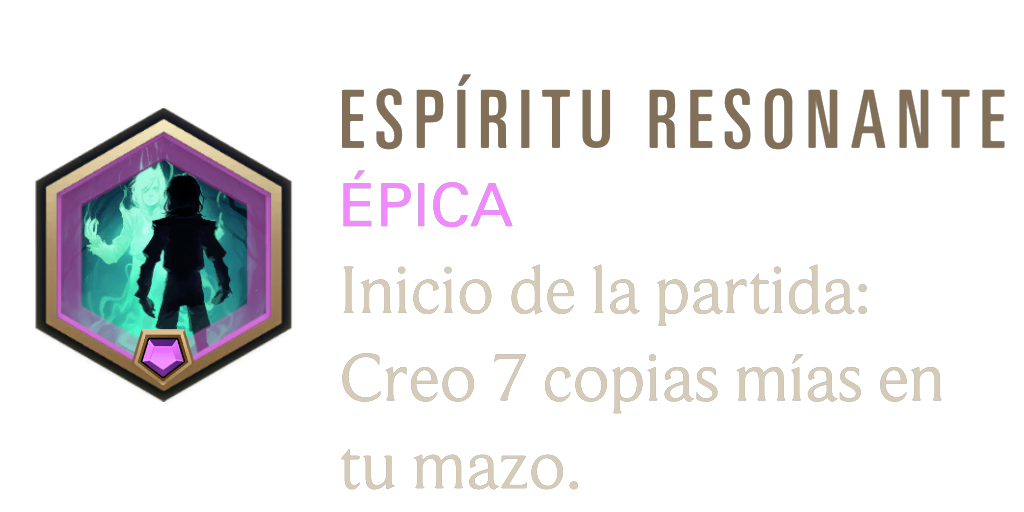 ESPÍRITU RESONANTE
ÉPICA
Inicio de la partida:
Creo 7 copias mías en
tu mazo.